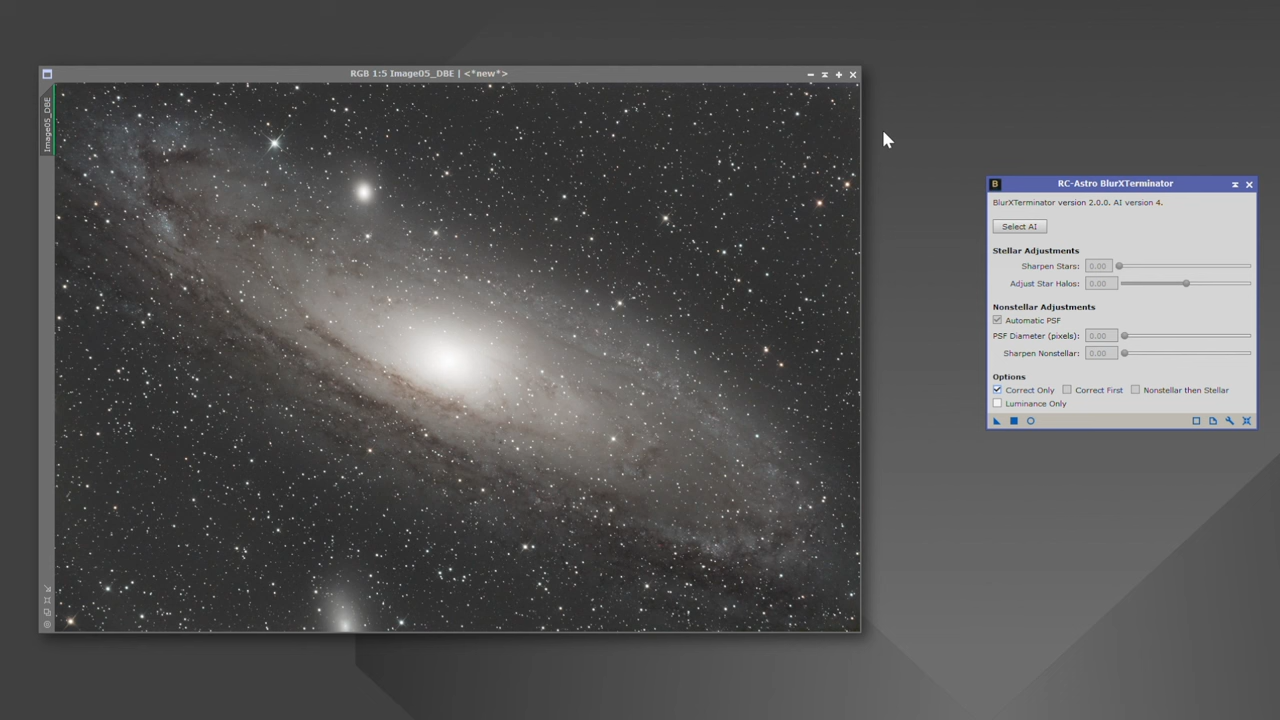 RGB 1:5 Image05_DBE | <*new*>
Image05_DBE
B
RC-Astro BlurXTerminator
BlurXTerminator version 2.0.0. AI version 4.
Select AI
Stellar Adjustments
Sharpen Stars: 0.00
Adjust Star Halos: 0.00
Nonstellar Adjustments
Automatic PSF
PSF Diameter (pixels): 0.00
Sharpen Nonstellar: 0.00
Options
Correct Only Correct First Nonstellar then Stellar
Luminance Only